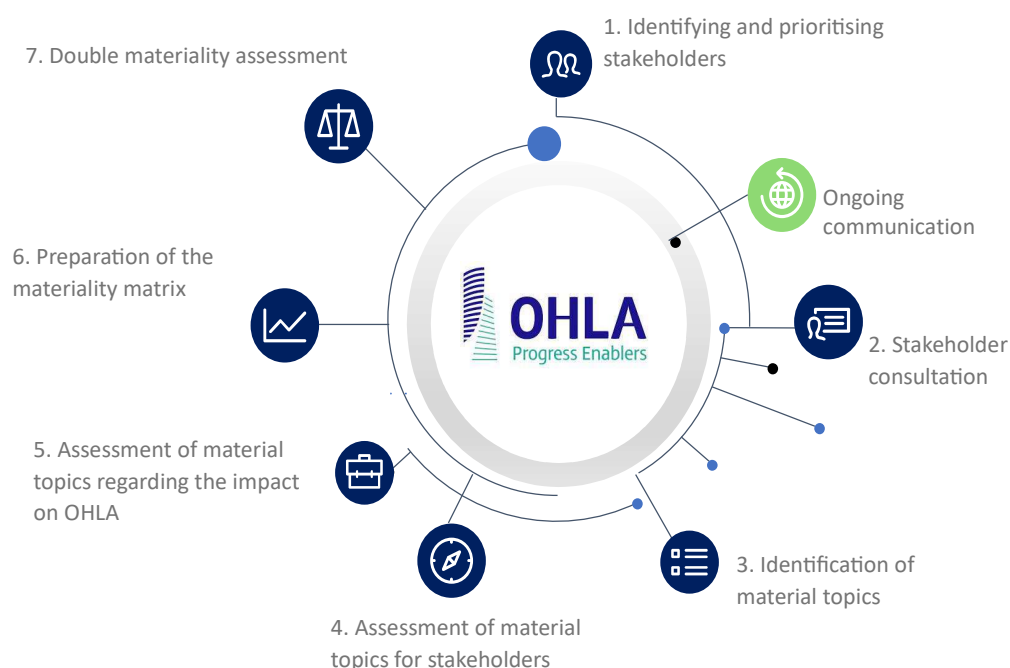 1. Identifying and prioritising
stakeholders
Ongoing
communication
2. Stakeholder
consultation
3. Identification of
material topics
4. Assessment of material
topics for stakeholders
5. Assessment of material
topics regarding the impact
on OHLA
6. Preparation of the
materiality matrix
7. Double materiality assessment
OHLA
Progress Enablers